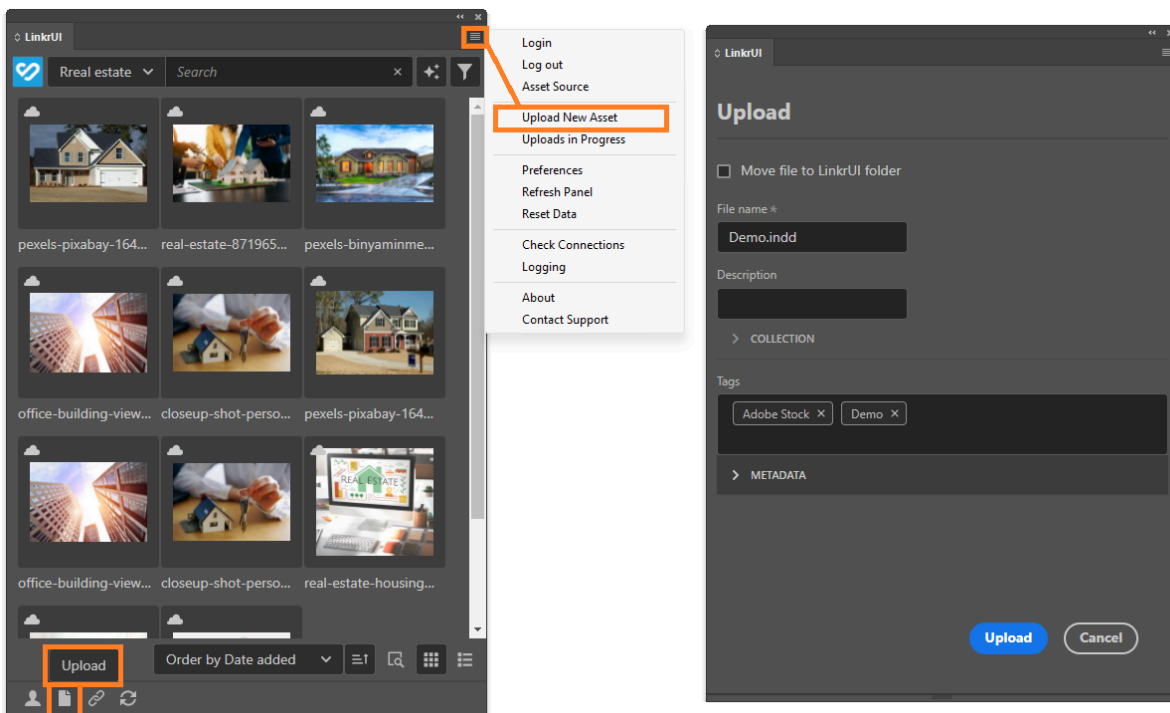 LinkrUI
Rreal estate
Search
pexels-pixabay-164...
real-estate-871965...
pexels-binyaminme...
office-building-view...
closeup-shot-perso...
pexels-pixabay-164...
REAL ESTATE
office-building-view...
closeup-shot-perso...
real-estate-housing...
Upload
Order by Date added
Login
Log out
Asset Source
Upload New Asset
Uploads in Progress
Preferences
Refresh Panel
Reset Data
Check Connections
Logging
About
Contact Support
LinkrUI
Upload
Move file to LinkrUI folder
File name *
Demo.indd
Description
COLLECTION
Tags
Adobe Stock ×
Demo ×
METADATA
Upload
Cancel